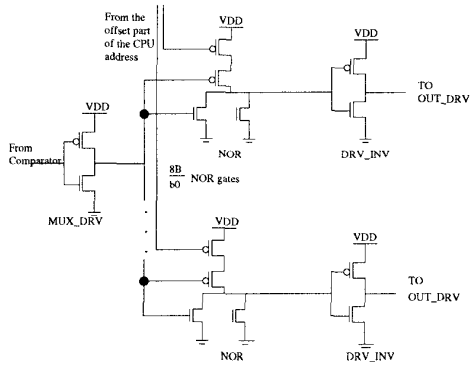 From the
offset part
of the CPU
address
VDD
VDD
VDD
TO
OUT_DRV
From
Comparator
NOR
DRV_INV
8B
b0
NOR gates
MUX_DRV
VDD
VDD
TO
OUT_DRV
NOR
DRV_INV